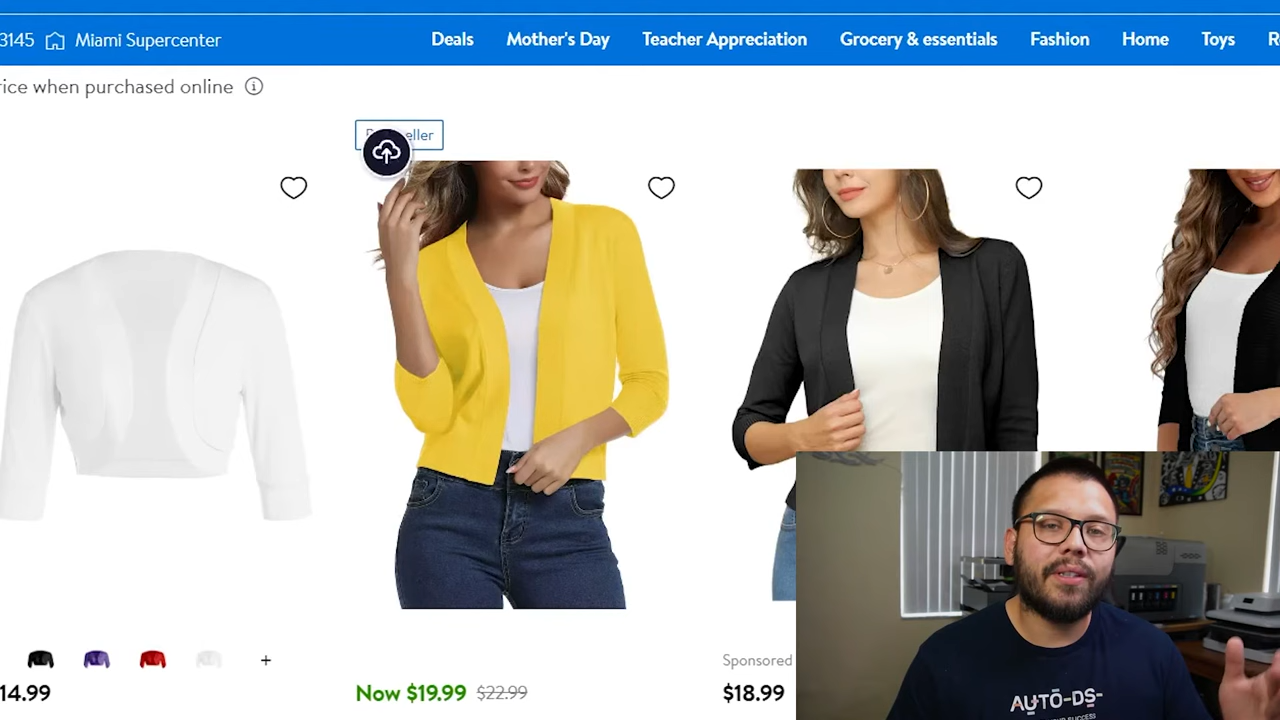 3145 Miami Supercenter Deals Mother's Day Teacher Appreciation Grocery & essentials Fashion Home Toys R
rice when purchased online
eller
14.99 Now $19.99 $22.99 Sponsored
$18.99
AUTO-DS-
SUCCESS